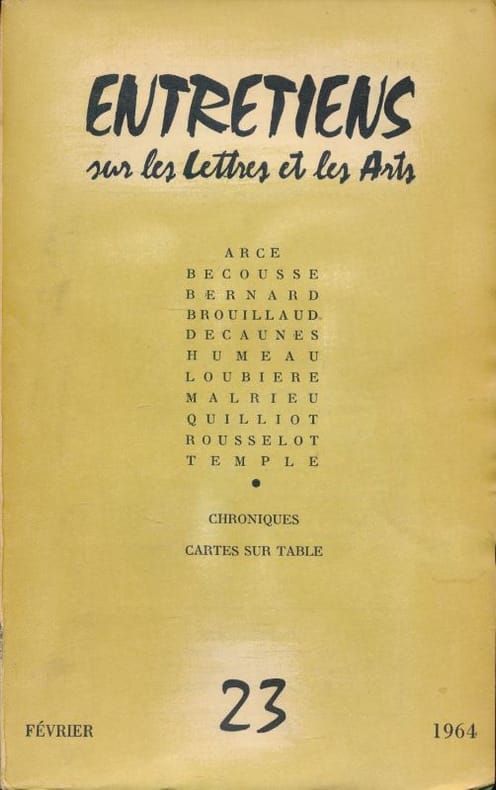 ENTRETIENS
sur les Lettres et les Arts
ARCE
BECOUSSE
BERNARD
BROUILLAUD
DECAUNES
HUMEAU
LOUBIERE
MALRIEU
QUILLIOT
ROUSSELOT
TEMPLE
●
CHRONIQUES
CARTES SUR TABLE
23
FÉVRIER 1964